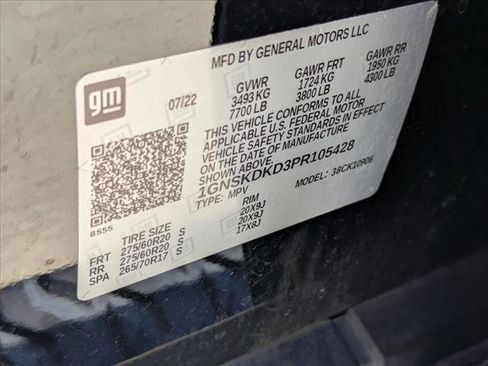 MFD BY GENERAL MOTORS LLC
gm
07/22
GVWR GAWR FRT GAWR RR
3493 KG 1724 KG 1950 KG
7700 LB 3800 LB 4300 LB
THIS VEHICLE CONFORMS TO ALL
APPLICABLE U.S. FEDERAL MOTOR
VEHICLE SAFETY STANDARDS IN EFFECT
ON THE DATE OF MANUFACTURE
SHOWN ABOVE.
1GNSKDKD3PR105428
TYPE: MPV MODEL: 38CK10906
8555
TIRE SIZE RIM
FRT 275/60R20 S 20X9J
RR 275/60R20 S 20X9J
SPA 265/70R17 S 17X8J